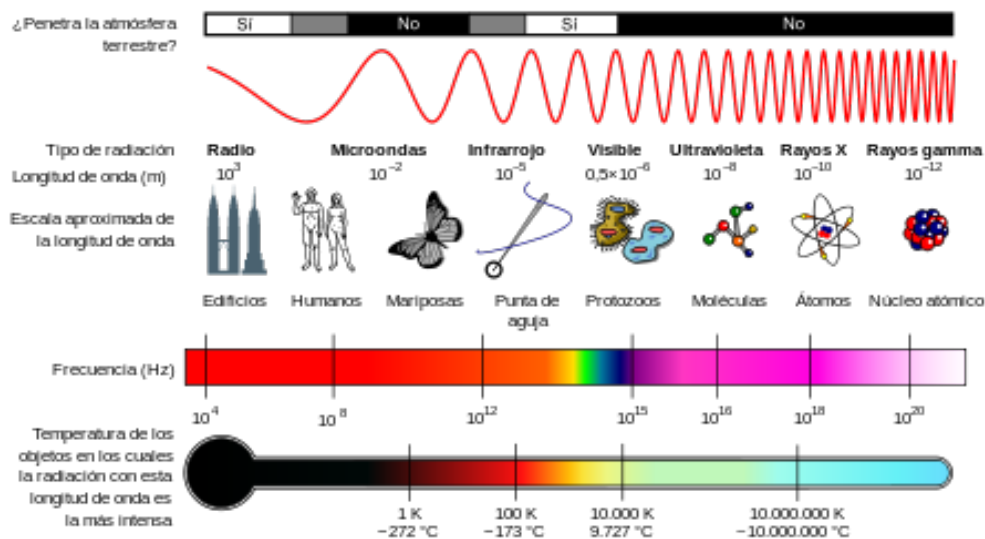 ¿Penetra la atmósfera
terrestre?
Sí No Sí No
Tipo de radiación Radio Microondas Infrarrojo Visible Ultravioleta Rayos X Rayos gamma
Longitud de onda (m) 10³ 10⁻² 10⁻⁵ 0,5×10⁻⁶ 10⁻⁸ 10⁻¹⁰ 10⁻¹²
Escala aproximada de
la longitud de onda
Edificios Humanos Mariposas Punta de Protozoos Moléculas Átomos Núcleo atómico
aguja
Frecuencia (Hz)
10⁴ 10⁸ 10¹² 10¹⁵ 10¹⁶ 10¹⁸ 10²⁰
Temperatura de los
objetos en los cuales
la radiación con esta
longitud de onda es
la más intensa
1 K 100 K 10.000 K 10.000.000 K
−272 °C −173 °C 9.727 °C ~10.000.000 °C